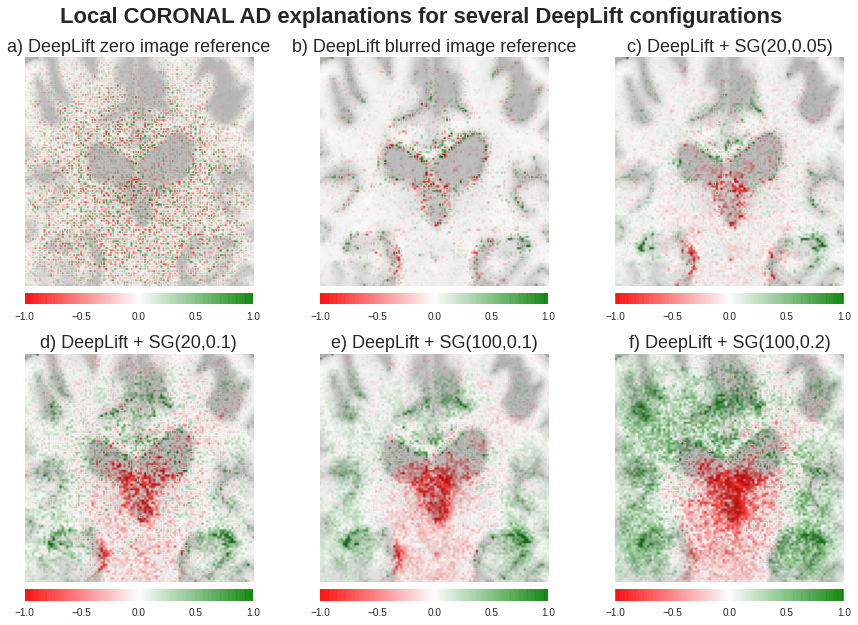 Local CORONAL AD explanations for several DeepLift configurations
a) DeepLift zero image reference
b) DeepLift blurred image reference
c) DeepLift + SG(20,0.05)
−1.0 −0.5 0.0 0.5 1.0
−1.0 −0.5 0.0 0.5 1.0
−1.0 −0.5 0.0 0.5 1.0
d) DeepLift + SG(20,0.1)
e) DeepLift + SG(100,0.1)
f) DeepLift + SG(100,0.2)
−1.0 −0.5 0.0 0.5 1.0
−1.0 −0.5 0.0 0.5 1.0
−1.0 −0.5 0.0 0.5 1.0